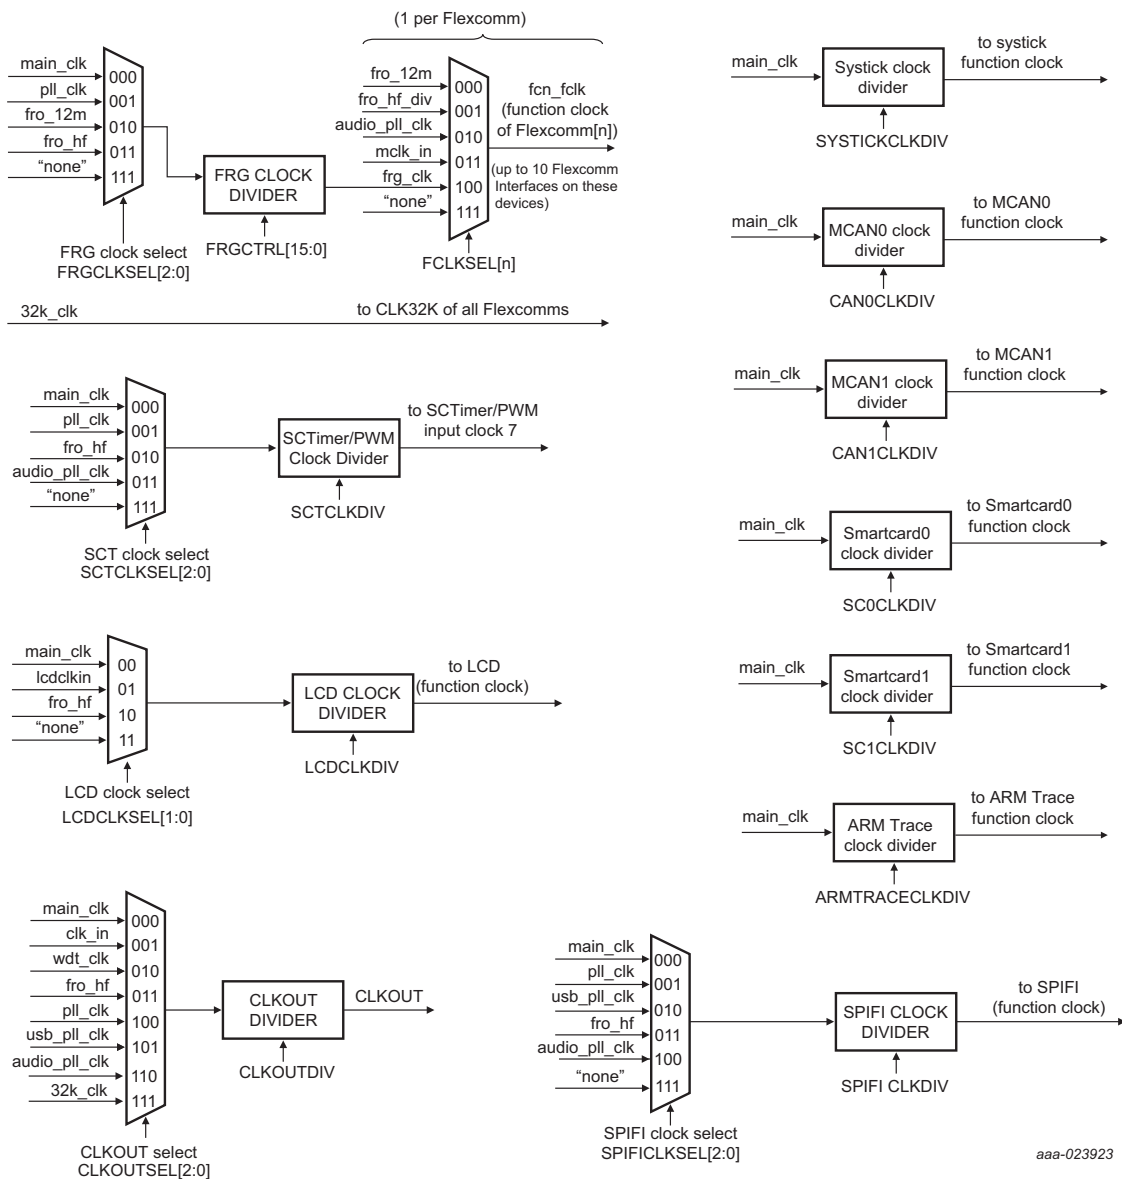 (1 per Flexcomm)
main_clk
000
pll_clk
001
fro_12m
010
fro_hf
011
“none”
111
FRG clock select
FRGCLKSEL[2:0]
FRG CLOCK
DIVIDER
FRGCTRL[15:0]
fro_12m
000
fro_hf_div
001
audio_pll_clk
010
mclk_in
011
frg_clk
100
“none”
111
FCLKSEL[n]
fcn_fclk
(function clock
of Flexcomm[n])
(up to 10 Flexcomm
Interfaces on these
devices)
32k_clk
to CLK32K of all Flexcomms
main_clk
000
pll_clk
001
fro_hf
010
audio_pll_clk
011
“none”
111
SCT clock select
SCTCLKSEL[2:0]
SCTimer/PWM
Clock Divider
SCTCLKDIV
to SCTimer/PWM
input clock 7
main_clk
00
lcdclkin
01
fro_hf
10
“none”
11
LCD clock select
LCDCLKSEL[1:0]
LCD CLOCK
DIVIDER
LCDCLKDIV
to LCD
(function clock)
main_clk
000
clk_in
001
wdt_clk
010
fro_hf
011
pll_clk
100
usb_pll_clk
101
audio_pll_clk
110
32k_clk
111
CLKOUT select
CLKOUTSEL[2:0]
CLKOUT
DIVIDER
CLKOUTDIV
CLKOUT
main_clk
Systick clock
divider
SYSTICKCLKDIV
to systick
function clock
main_clk
MCAN0 clock
divider
CAN0CLKDIV
to MCAN0
function clock
main_clk
MCAN1 clock
divider
CAN1CLKDIV
to MCAN1
function clock
main_clk
Smartcard0
clock divider
SC0CLKDIV
to Smartcard0
function clock
main_clk
Smartcard1
clock divider
SC1CLKDIV
to Smartcard1
function clock
main_clk
ARM Trace
clock divider
ARMTRACECLKDIV
to ARM Trace
function clock
main_clk
000
pll_clk
001
usb_pll_clk
010
fro_hf
011
audio_pll_clk
100
“none”
111
SPIFI clock select
SPIFICLKSEL[2:0]
SPIFI CLOCK
DIVIDER
SPIFI CLKDIV
to SPIFI
(function clock)
aaa-023923